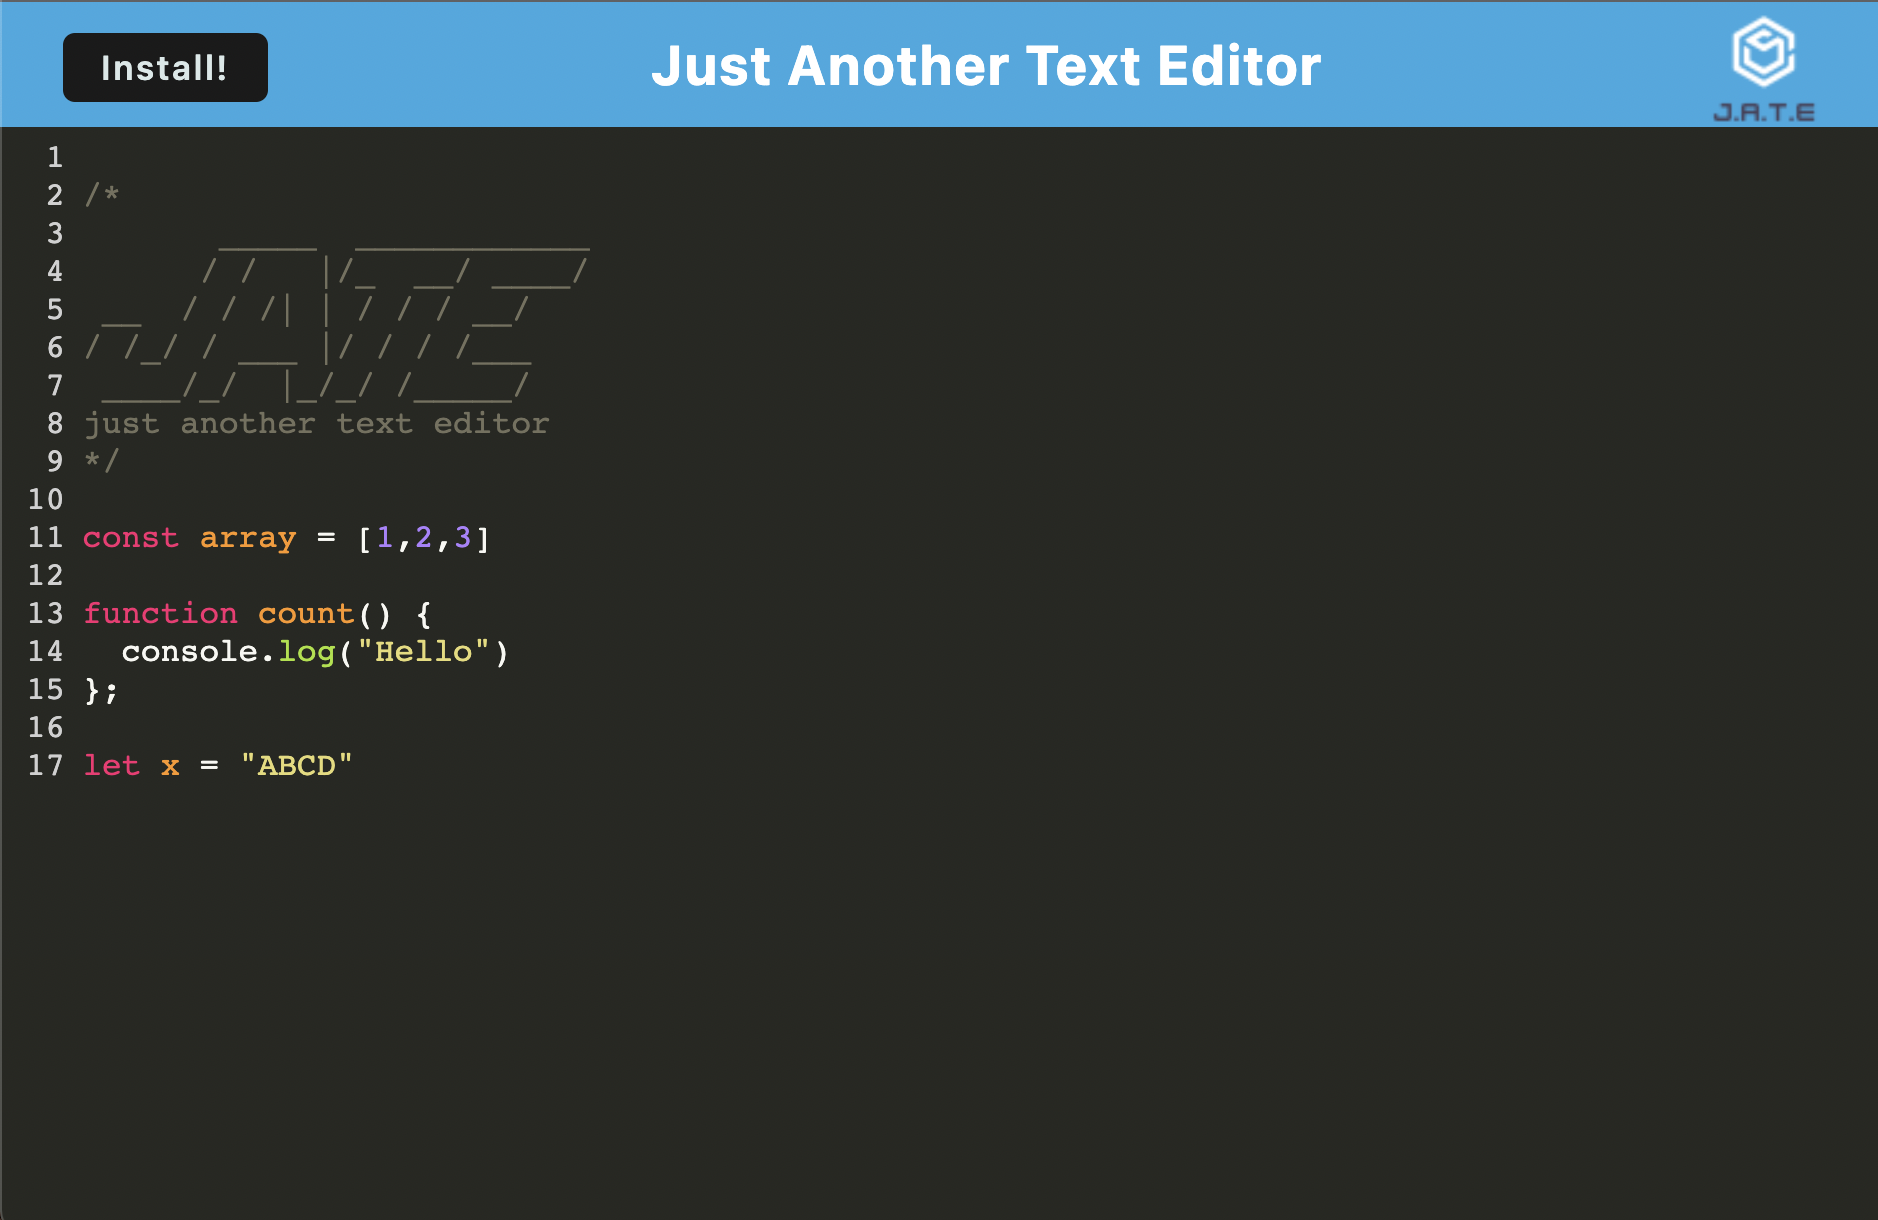 Install!
Just Another Text Editor
J.A.T.E
1
2 /*
3        _____  ____________
4       / /   |/_  __/ ____/
5  __  / / /| | / / / __/
6 / /_/ / ___ |/ / / /___
7  ____/_/  |_/_/ /_____/
8 just another text editor
9 */
10
11 const array = [1,2,3]
12
13 function count() {
14   console.log("Hello")
15 };
16
17 let x = "ABCD"